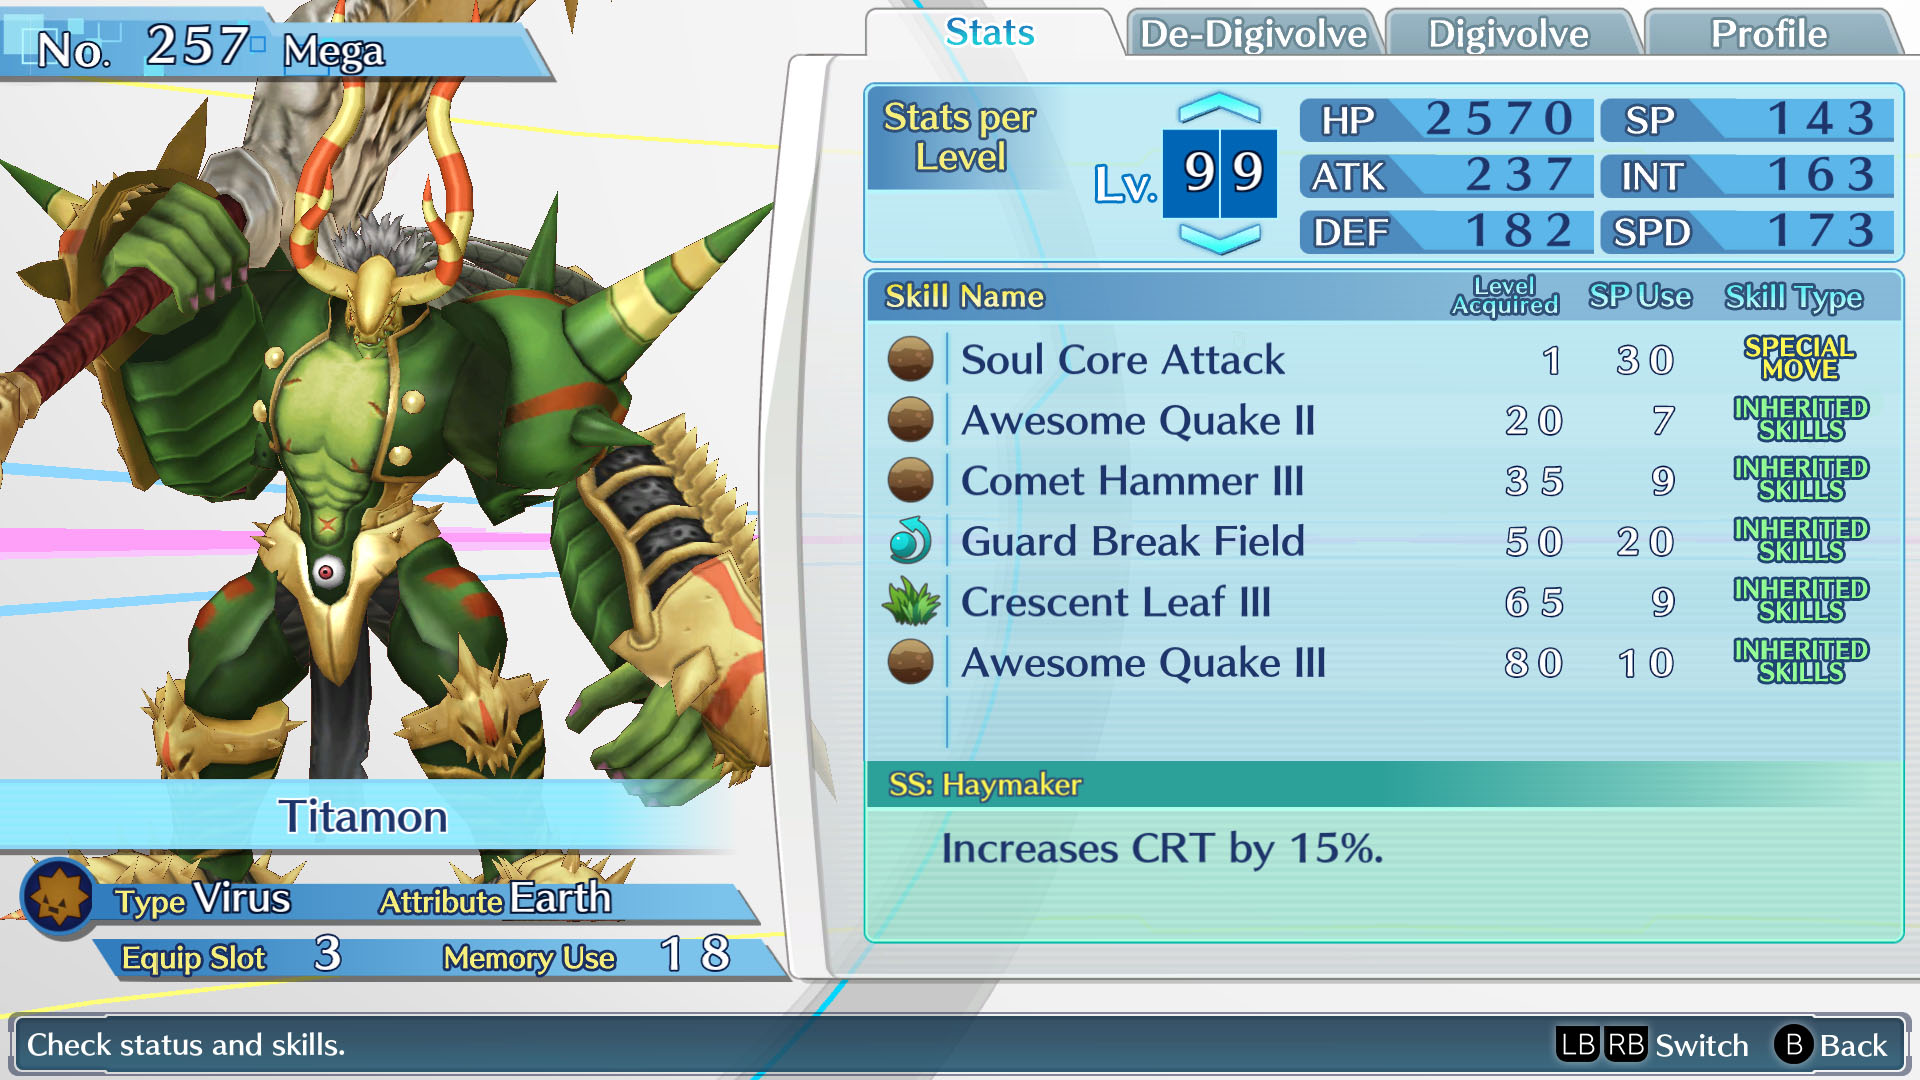 No. 257 Mega
Stats
De-Digivolve
Digivolve
Profile
Stats per
Level
Lv. 99
HP 2570
SP 143
ATK 237
INT 163
DEF 182
SPD 173
Skill Name
Level
Acquired
SP Use
Skill Type
Soul Core Attack 1 30 SPECIAL
MOVE
Awesome Quake II 20 7 INHERITED
SKILLS
Comet Hammer III 35 9 INHERITED
SKILLS
Guard Break Field 50 20 INHERITED
SKILLS
Crescent Leaf III 65 9 INHERITED
SKILLS
Awesome Quake III 80 10 INHERITED
SKILLS
SS: Haymaker
Increases CRT by 15%.
Titamon
Type Virus Attribute Earth
Equip Slot 3 Memory Use 18
Check status and skills.
LB RB Switch B Back